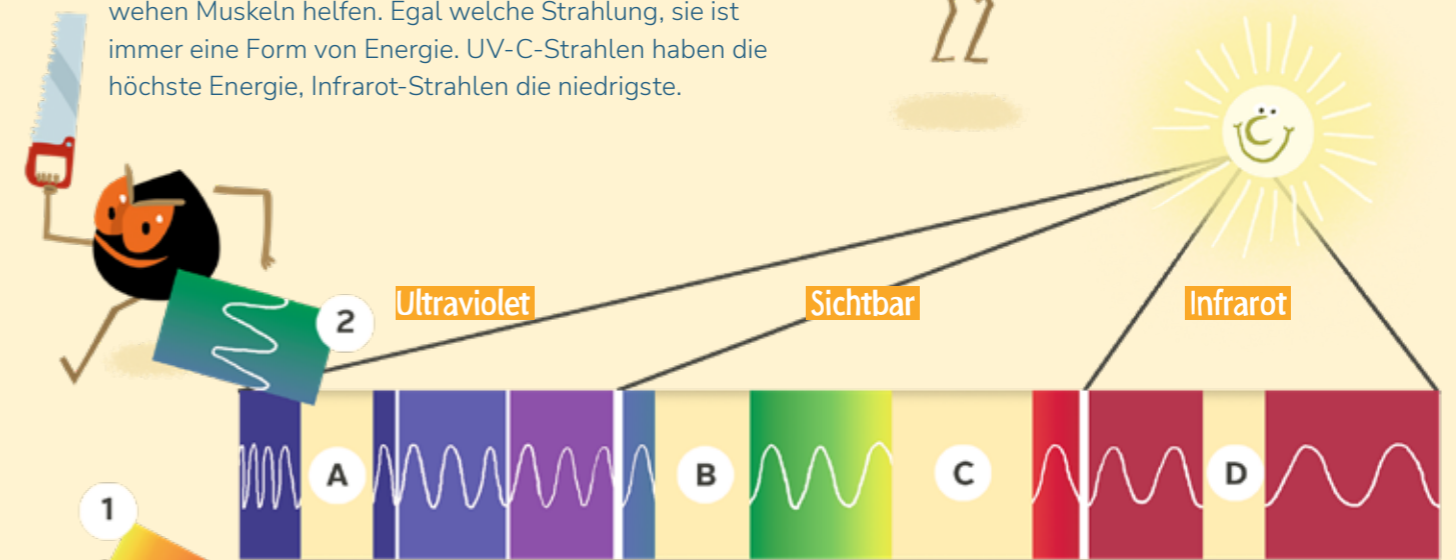 wehen Muskeln helfen. Egal welche Strahlung, sie ist
immer eine Form von Energie. UV-C-Strahlen haben die
höchste Energie, Infrarot-Strahlen die niedrigste.
Ultraviolet
Sichtbar
Infrarot
2
A
B
C
D
1